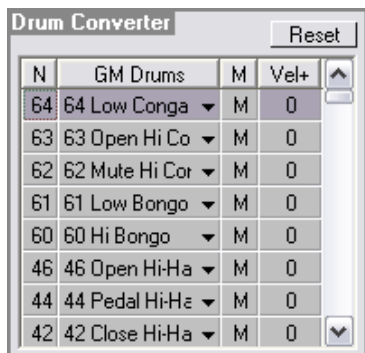 Drum Converter
Reset
N GM Drums M Vel+
64 64 Low Conga M 0
63 63 Open Hi Co M 0
62 62 Mute Hi Cor M 0
61 61 Low Bongo M 0
60 60 Hi Bongo M 0
46 46 Open Hi-Ha M 0
44 44 Pedal Hi-Ha M 0
42 42 Close Hi-Ha M 0